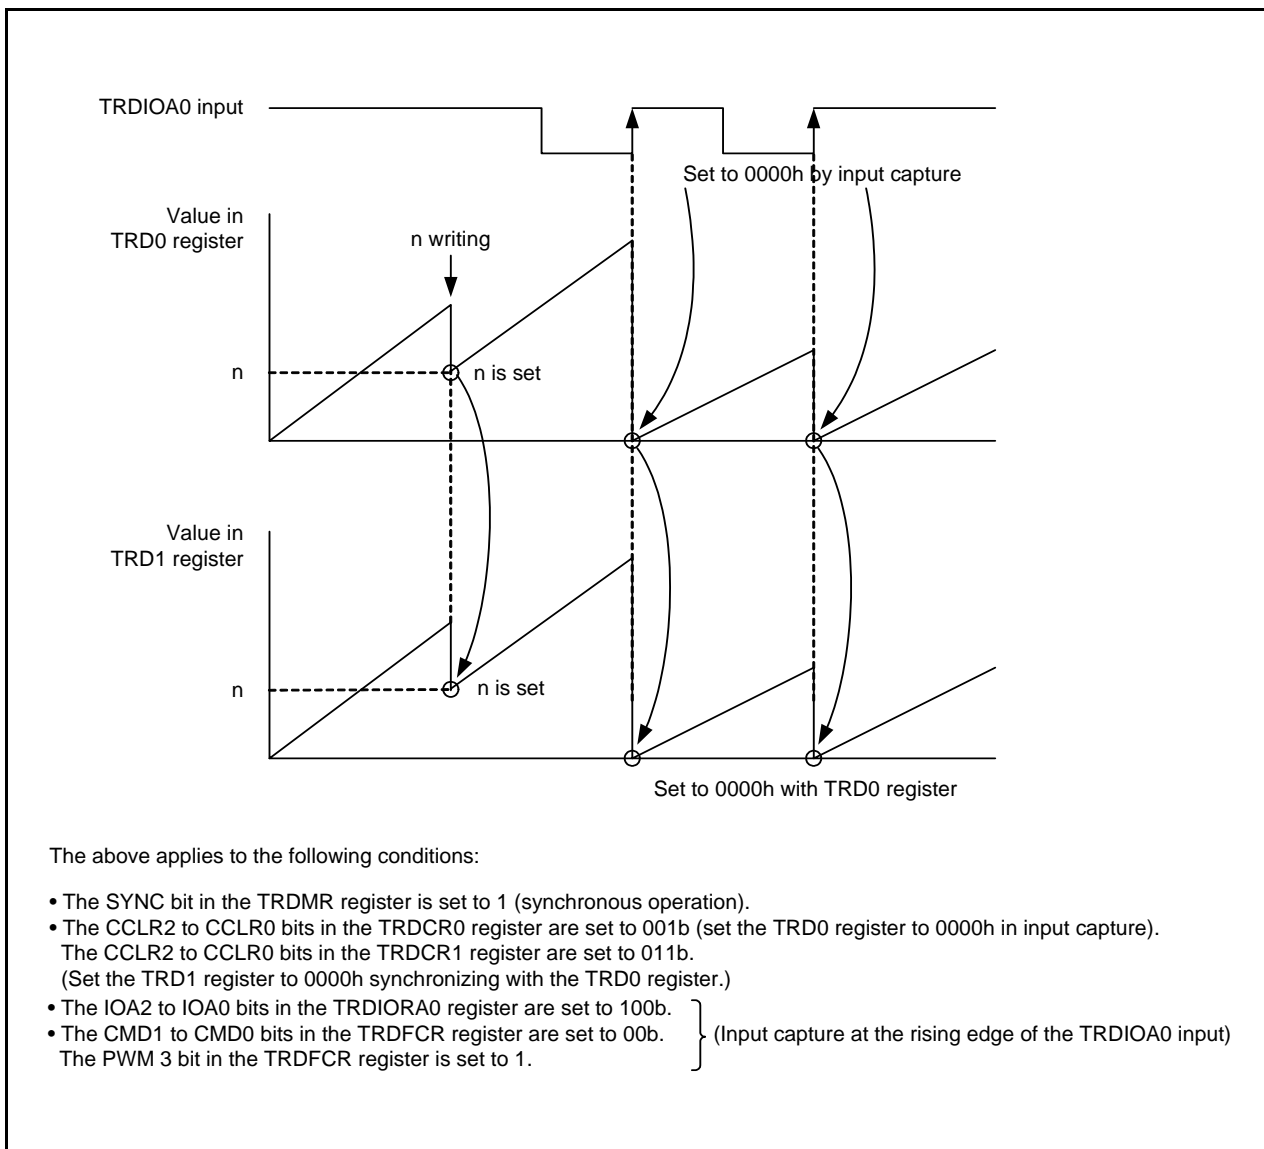 TRDIOA0 input
Set to 0000h by input capture
Value in
TRD0 register
n writing
n
n is set
Value in
TRD1 register
n
n is set
Set to 0000h with TRD0 register
The above applies to the following conditions:
• The SYNC bit in the TRDMR register is set to 1 (synchronous operation).
• The CCLR2 to CCLR0 bits in the TRDCR0 register are set to 001b (set the TRD0 register to 0000h in input capture).
The CCLR2 to CCLR0 bits in the TRDCR1 register are set to 011b.
(Set the TRD1 register to 0000h synchronizing with the TRD0 register.)
• The IOA2 to IOA0 bits in the TRDIORA0 register are set to 100b.
• The CMD1 to CMD0 bits in the TRDFCR register are set to 00b.
The PWM 3 bit in the TRDFCR register is set to 1.
(Input capture at the rising edge of the TRDIOA0 input)